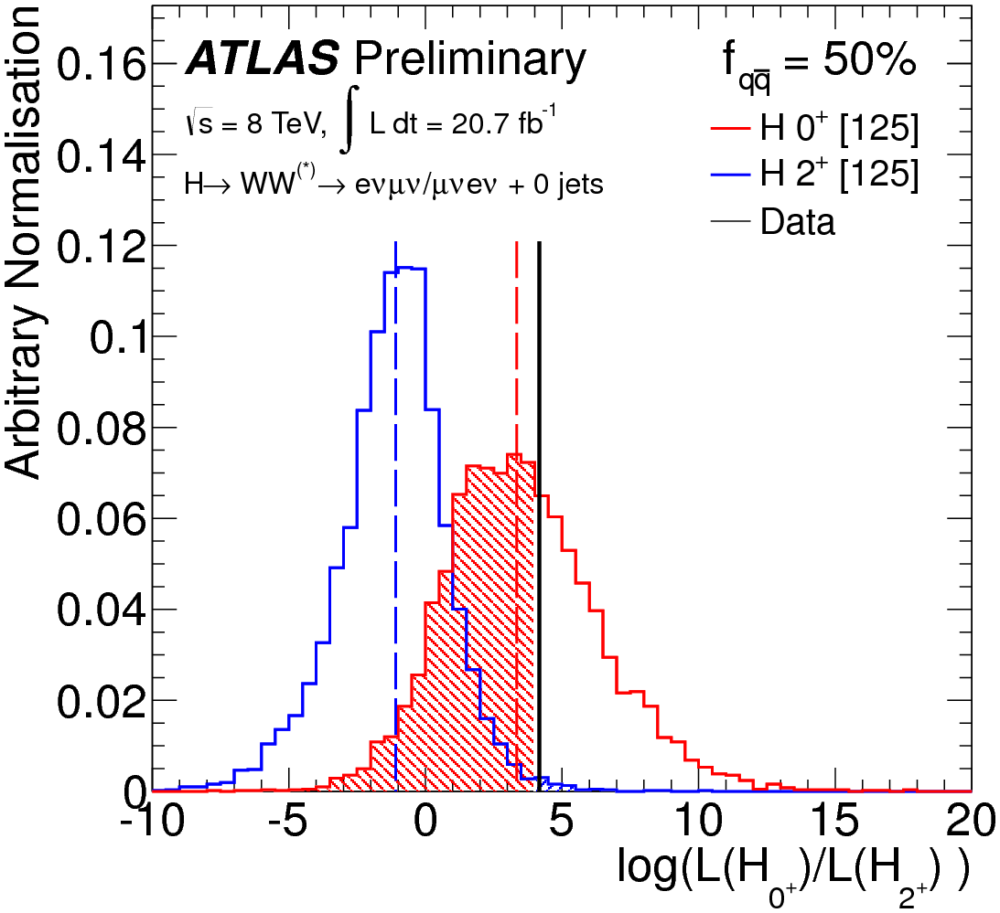 ATLAS Preliminary
√s = 8 TeV, ∫ L dt = 20.7 fb⁻¹
H→ WW⁽*⁾→ eνμν/μνeν + 0 jets
f_qq̅ = 50%
H 0⁺ [125]
H 2⁺ [125]
Data
Arbitrary Normalisation
0.16
0.14
0.12
0.1
0.08
0.06
0.04
0.02
0
-10 -5 0 5 10 15 20
log(L(H₀⁺)/L(H₂⁺) )